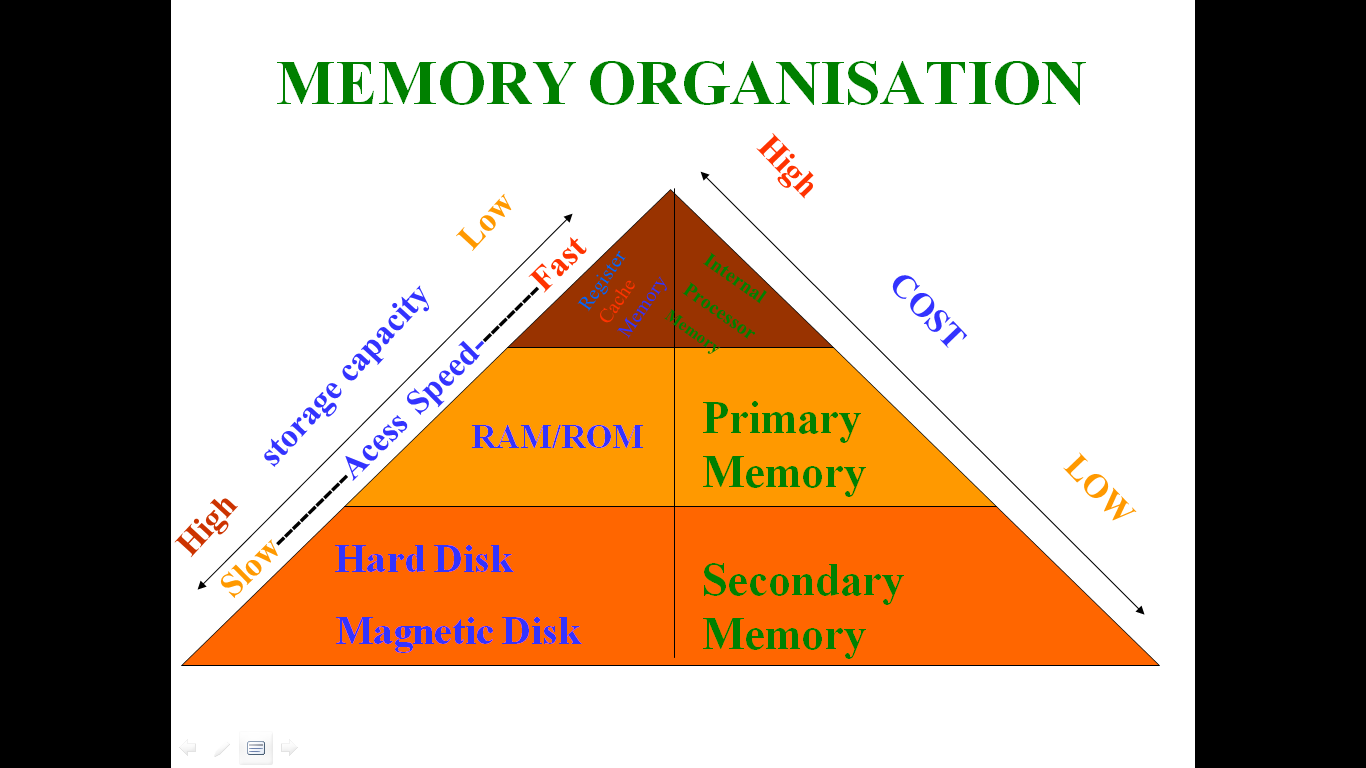 MEMORY ORGANISATION
High
Low
Fast
storage capacity
Acess Speed
High
Slow
COST
LOW
Register
Cache
Memory
Internal
Processor
Memory
RAM/ROM
Primary
Memory
Hard Disk
Magnetic Disk
Secondary
Memory